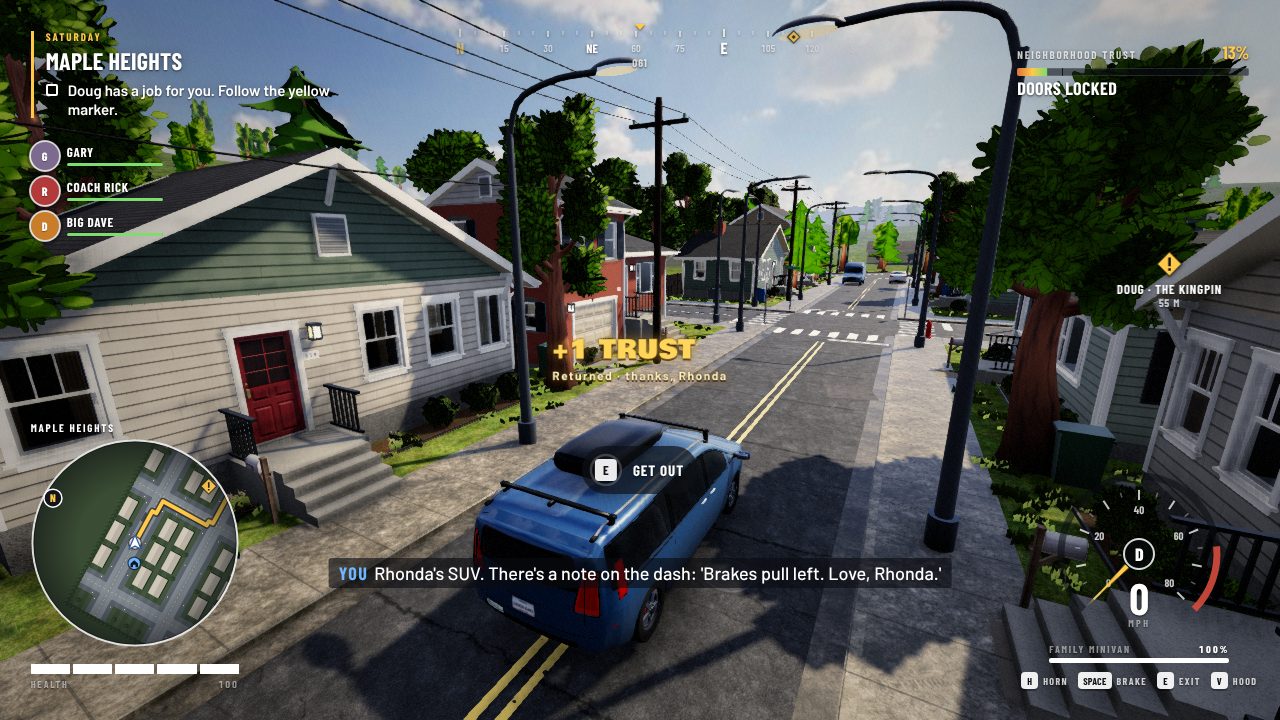 SATURDAY
MAPLE HEIGHTS
Doug has a job for you. Follow the yellow
marker.
G GARY
R COACH RICK
D BIG DAVE
N 15 30 NE 60 75 E 105 120
061
NEIGHBORHOOD TRUST 13%
DOORS LOCKED
DOUG · THE KINGPIN
55 M
+1 TRUST
Returned · thanks, Rhonda
E GET OUT
YOU Rhonda's SUV. There's a note on the dash: 'Brakes pull left. Love, Rhonda.'
MAPLE HEIGHTS
N
HEALTH 100
0 20 40 60 80
D
0
MPH
FAMILY MINIVAN 100%
H HORN SPACE BRAKE E EXIT V HOOD